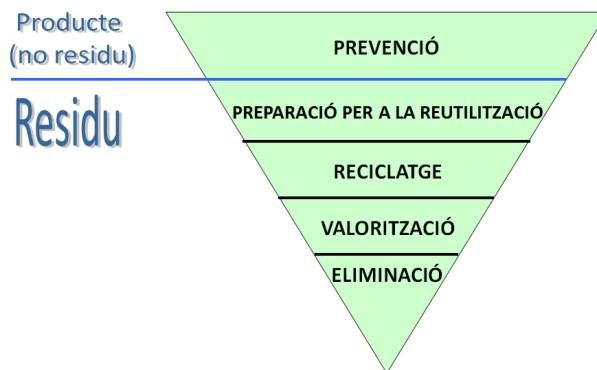 Producte
(no residu)
PREVENCIÓ
Residu
PREPARACIÓ PER A LA REUTILITZACIÓ
RECICLATGE
VALORITZACIÓ
ELIMINACIÓ